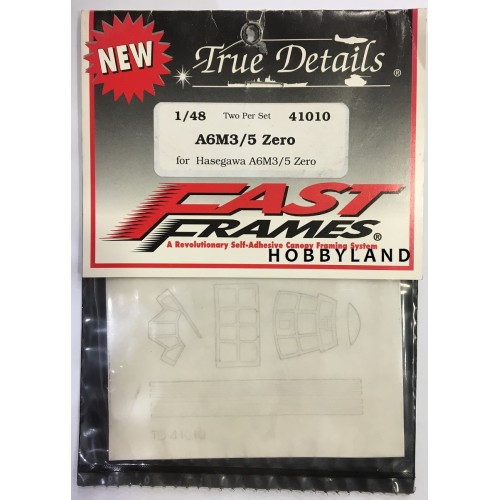 NEW
True Details®
1/48 Two Per Set 41010
A6M3/5 Zero
for Hasegawa A6M3/5 Zero
FAST
FRAMES®
A Revolutionary Self-Adhesive Canopy Framing System
HOBBYLAND